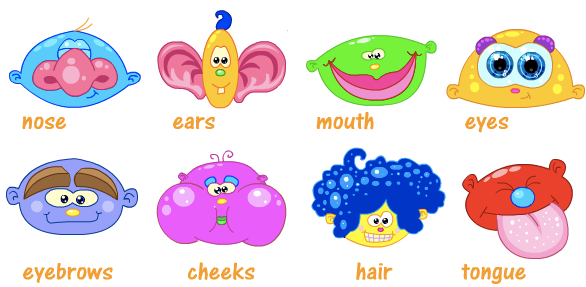 nose ears mouth eyes
eyebrows cheeks hair tongue